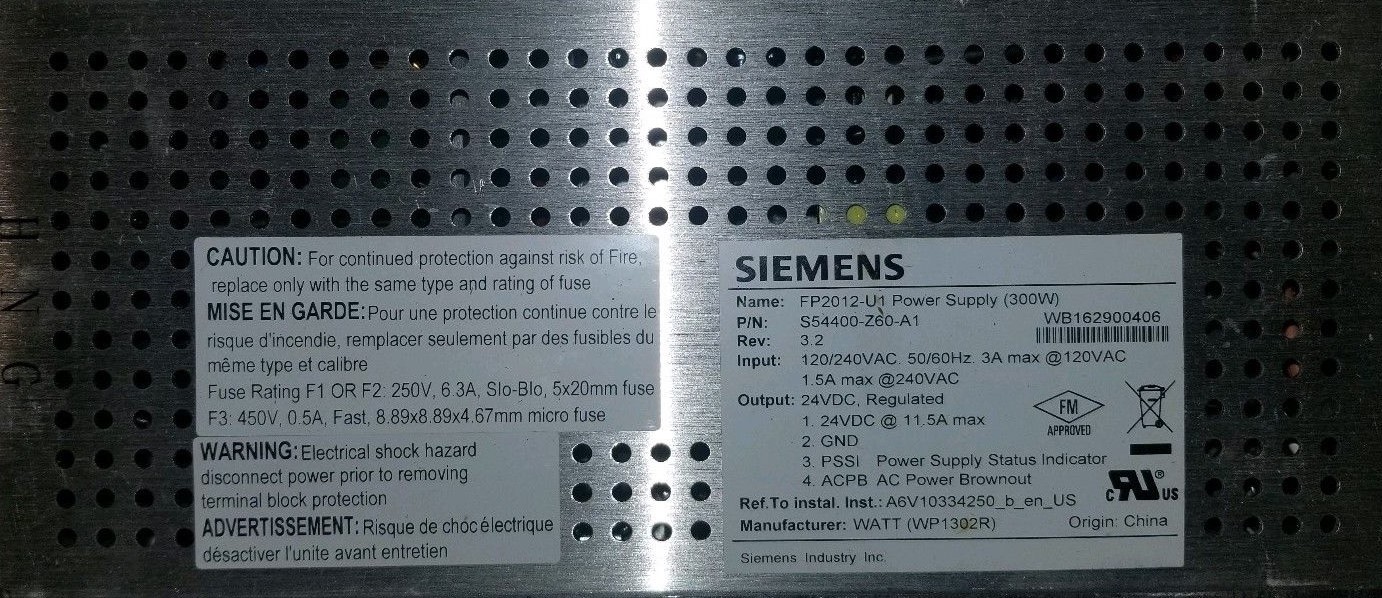 H
N
G
CAUTION: For continued protection against risk of Fire,
replace only with the same type and rating of fuse
MISE EN GARDE: Pour une protection continue contre le
risque d'incendie, remplacer seulement par des fusibles du
même type et calibre
Fuse Rating F1 OR F2: 250V, 6.3A, Slo-Blo, 5x20mm fuse
F3: 450V, 0.5A, Fast, 8.89x8.89x4.67mm micro fuse
WARNING: Electrical shock hazard
disconnect power prior to removing
terminal block protection
ADVERTISSEMENT: Risque de choc électrique
désactiver l'unite avant entretien
SIEMENS
Name: FP2012-U1 Power Supply (300W)
P/N: S54400-Z60-A1
WB162900406
Rev: 3.2
Input: 120/240VAC. 50/60Hz. 3A max @120VAC
1.5A max @240VAC
Output: 24VDC, Regulated
1. 24VDC @ 11.5A max
2. GND
3. PSSI Power Supply Status Indicator
4. ACPB AC Power Brownout
FM
APPROVED
c RU ® US
Ref.To instal. Inst.: A6V10334250_b_en_US
Manufacturer: WATT (WP1302R) Origin: China
Siemens Industry Inc.